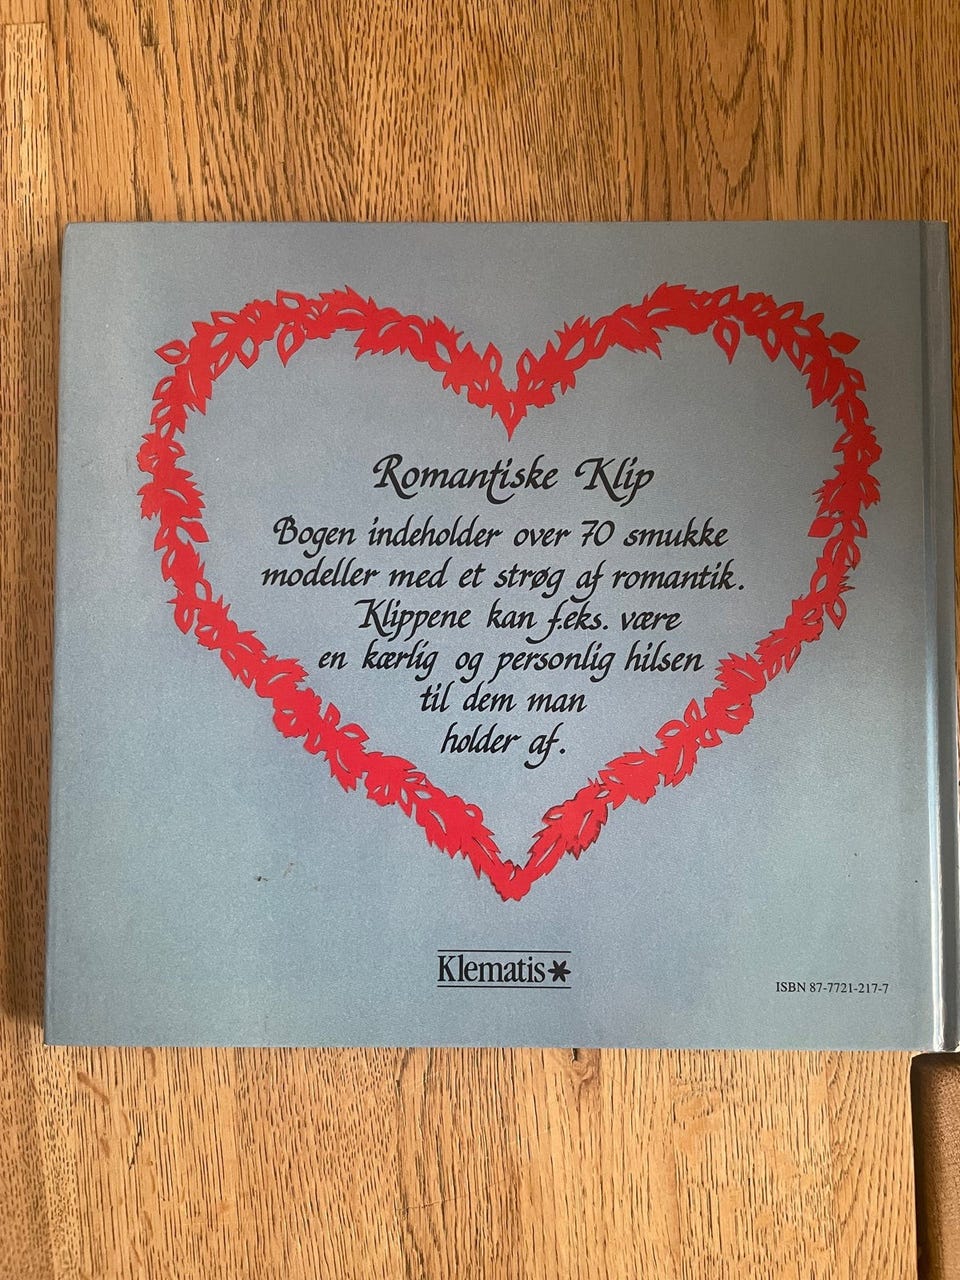 Romantiske Klip
Bogen indeholder over 70 smukke
modeller med et strøg af romantik.
Klippene kan f.eks. være
en kærlig og personlig hilsen
til dem man
holder af.
Klematis*
ISBN 87-7721-217-7